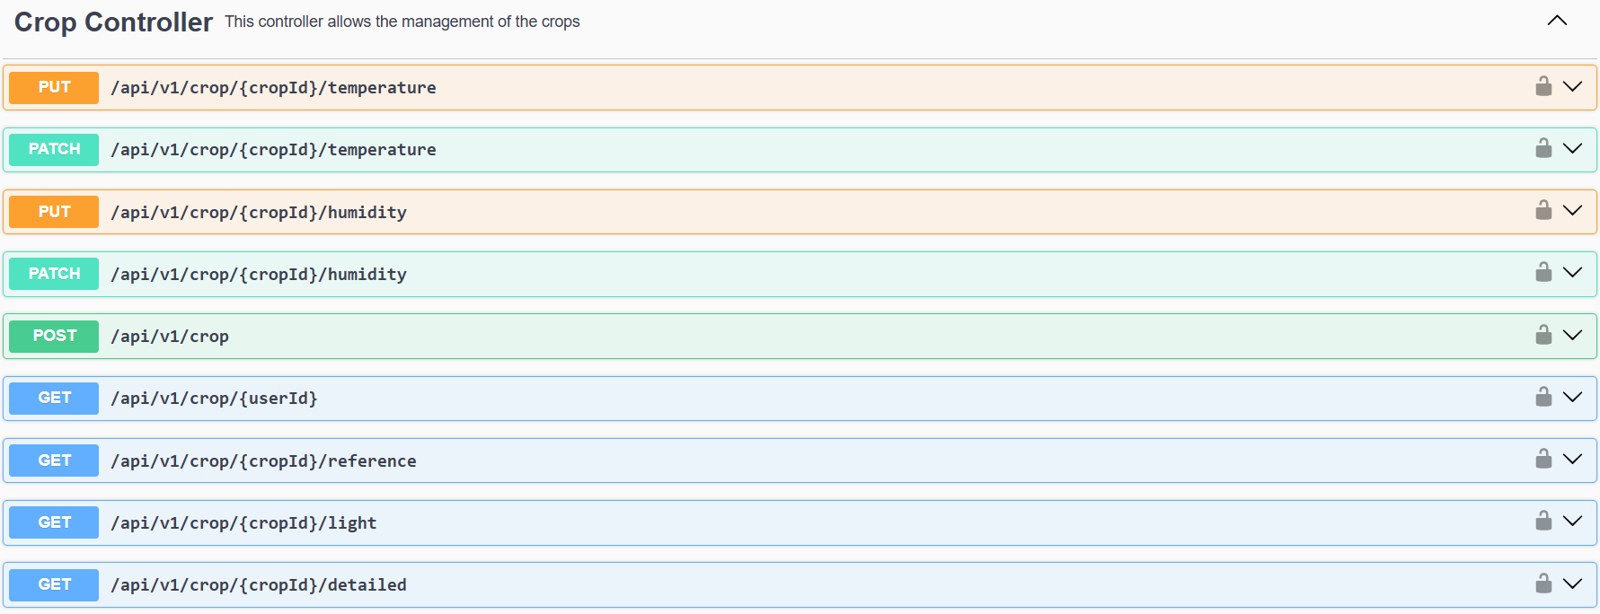 Crop Controller This controller allows the management of the crops
PUT /api/v1/crop/{cropId}/temperature
PATCH /api/v1/crop/{cropId}/temperature
PUT /api/v1/crop/{cropId}/humidity
PATCH /api/v1/crop/{cropId}/humidity
POST /api/v1/crop
GET /api/v1/crop/{userId}
GET /api/v1/crop/{cropId}/reference
GET /api/v1/crop/{cropId}/light
GET /api/v1/crop/{cropId}/detailed